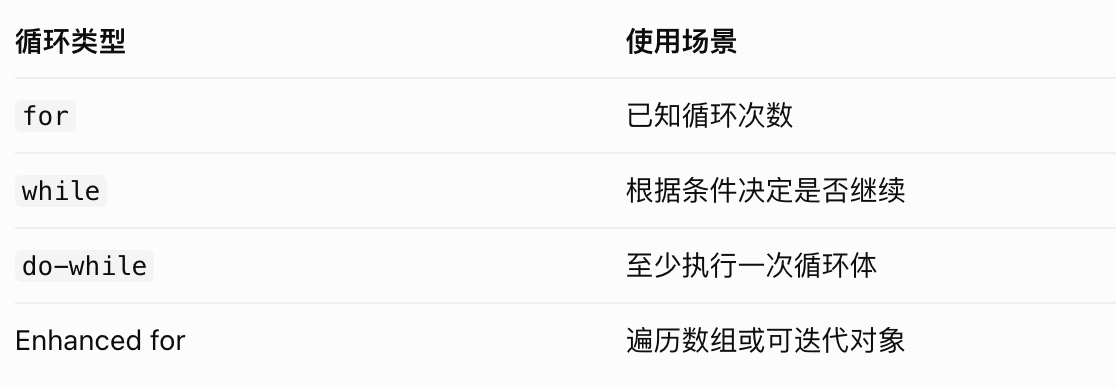 循环类型 使用场景
for 已知循环次数
while 根据条件决定是否继续
do-while 至少执行一次循环体
Enhanced for 遍历数组或可迭代对象